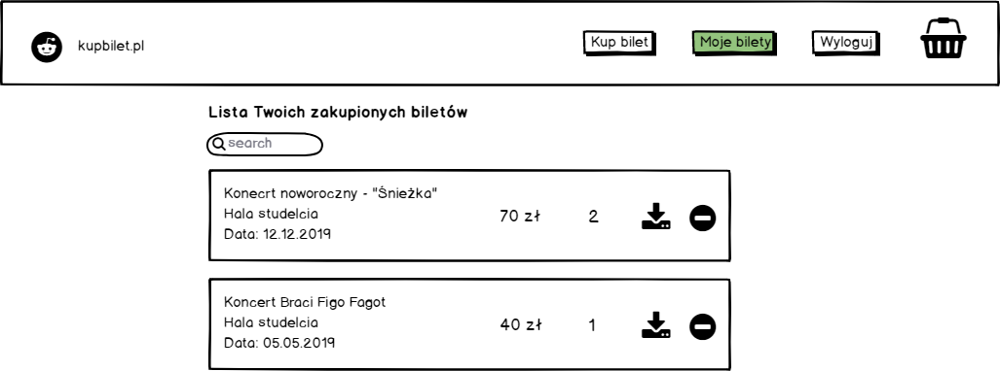 kupbilet.pl
Kup bilet
Moje bilety
Wyloguj
Lista Twoich zakupionych biletów
search
Konecrt noworoczny - "Śnieżka"
Hala studelcia
Data: 12.12.2019
70 zł
2
Koncert Braci Figo Fagot
Hala studelcia
Data: 05.05.2019
40 zł
1